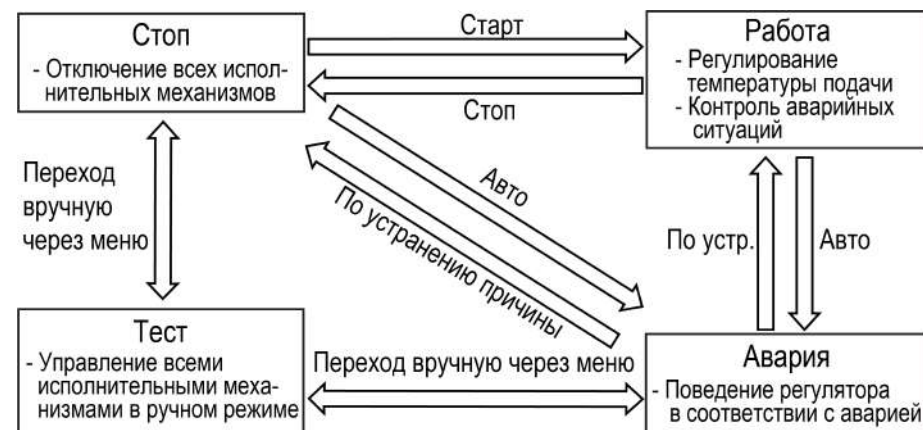 Стоп
- Отключение всех испол-
нительных механизмов
Старт
Стоп
Работа
- Регулирование
температуры подачи
- Контроль аварийных
ситуаций
Переход
вручную
через меню
Авто
По устранению причины
По устр.
Авто
Тест
- Управление всеми
исполнительными меха-
низмами в ручном режиме
Переход вручную через меню
Авария
- Поведение регулятора
в соответствии с аварией